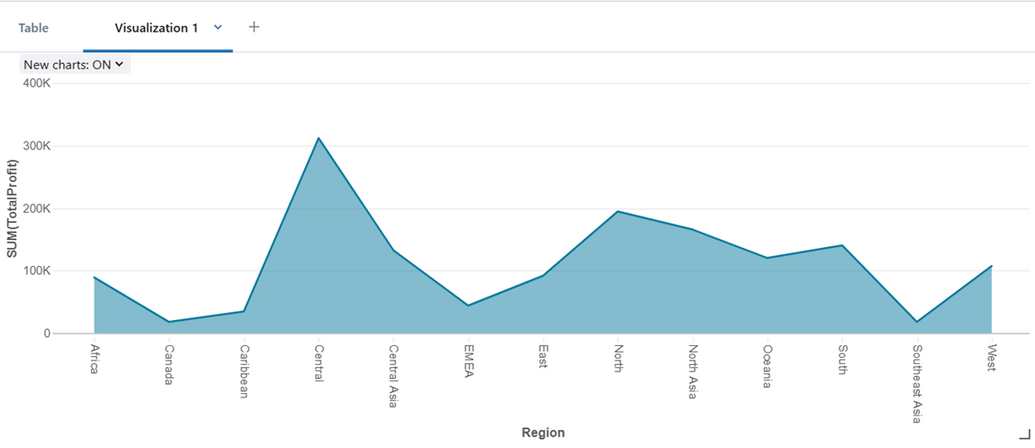 Table Visualization 1 +
New charts: ON
400K
300K
200K
100K
0
SUM(TotalProfit)
Africa
Canada
Caribbean
Central
Central Asia
EMEA
East
North
North Asia
Oceania
South
Southeast Asia
West
Region